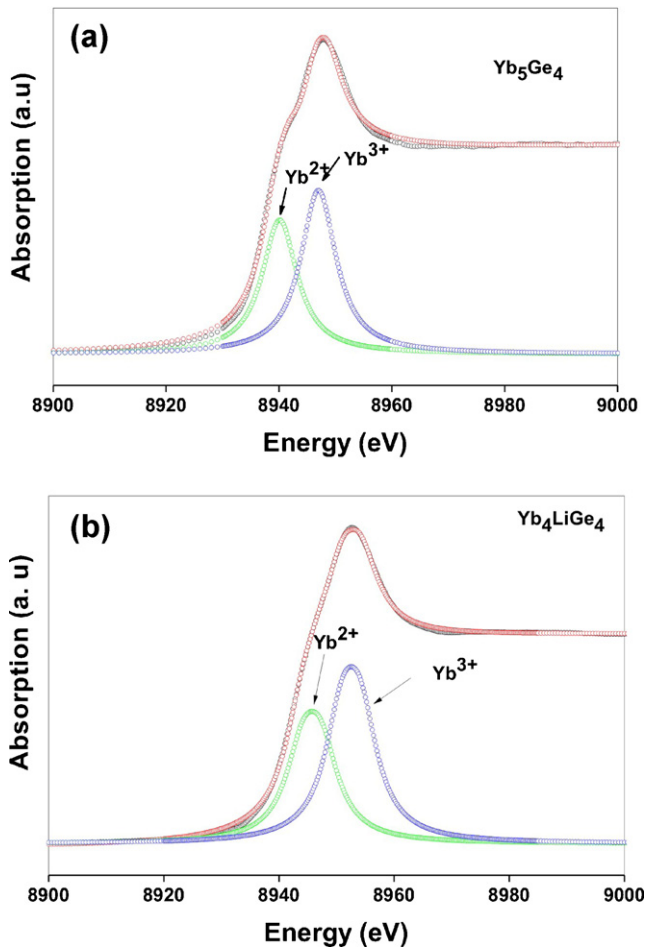 (a)
Yb5Ge4
Yb2+
Yb3+
Absorption (a.u)
8900 8920 8940 8960 8980 9000
Energy (eV)
(b)
Yb4LiGe4
Yb2+
Yb3+
Absorption (a. u)
8900 8920 8940 8960 8980 9000
Energy (eV)